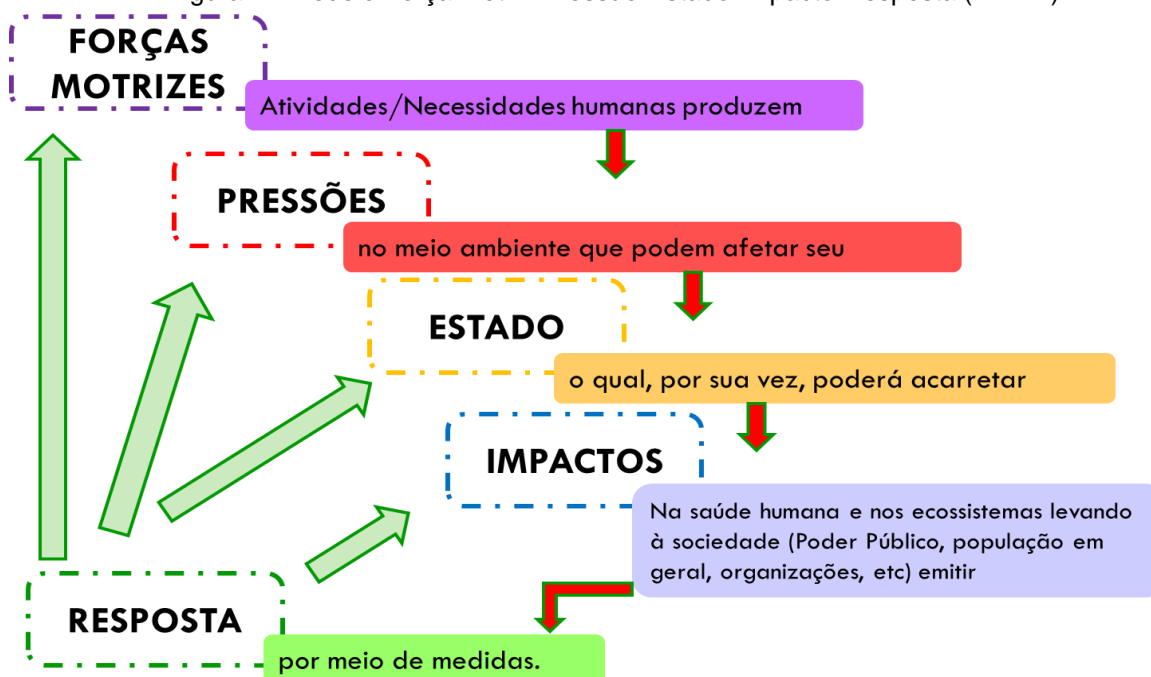 FORÇAS
MOTRIZES
Atividades/Necessidades humanas produzem
PRESSÕES
no meio ambiente que podem afetar seu
ESTADO
o qual, por sua vez, poderá acarretar
IMPACTOS
Na saúde humana e nos ecossistemas levando
à sociedade (Poder Público, população em
geral, organizações, etc) emitir
RESPOSTA
por meio de medidas.